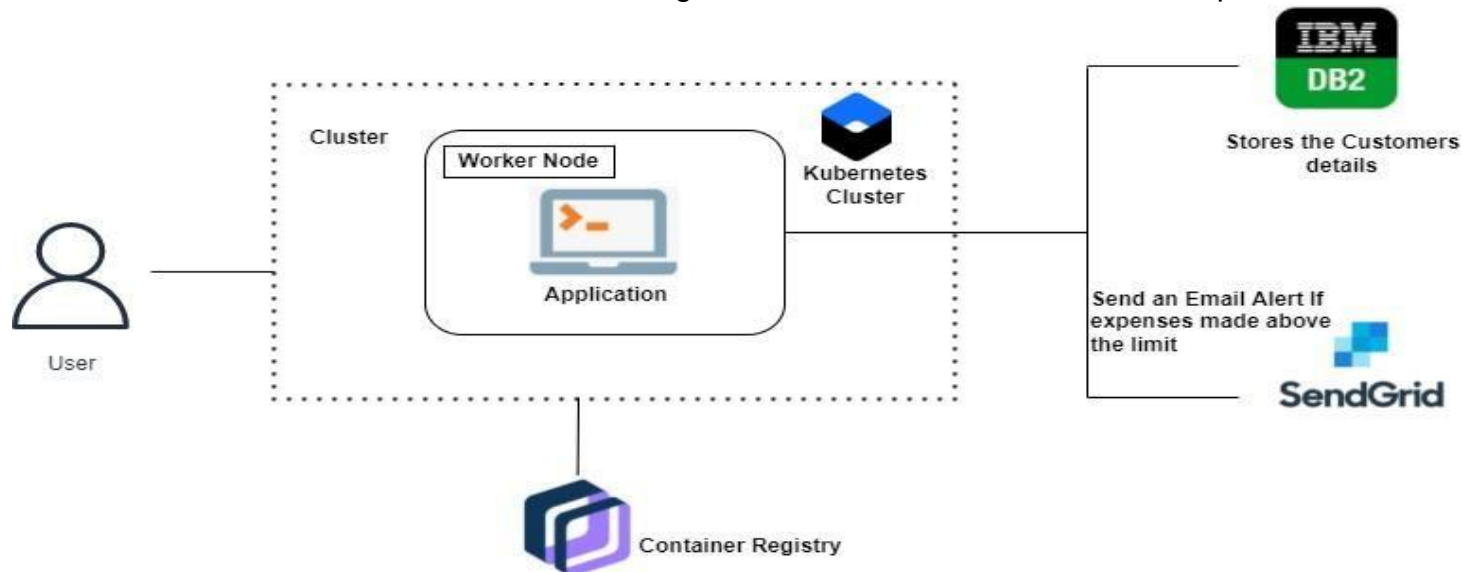 IBM
DB2
Stores the Customers
details
Cluster
Worker Node
Kubernetes
Cluster
Application
User
Send an Email Alert If
expenses made above
the limit
SendGrid
Container Registry